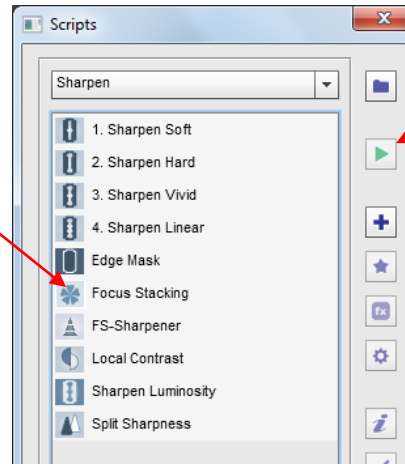 Scripts
Sharpen
1. Sharpen Soft
2. Sharpen Hard
3. Sharpen Vivid
4. Sharpen Linear
Edge Mask
Focus Stacking
FS-Sharpener
Local Contrast
Sharpen Luminosity
Split Sharpness
fx
i